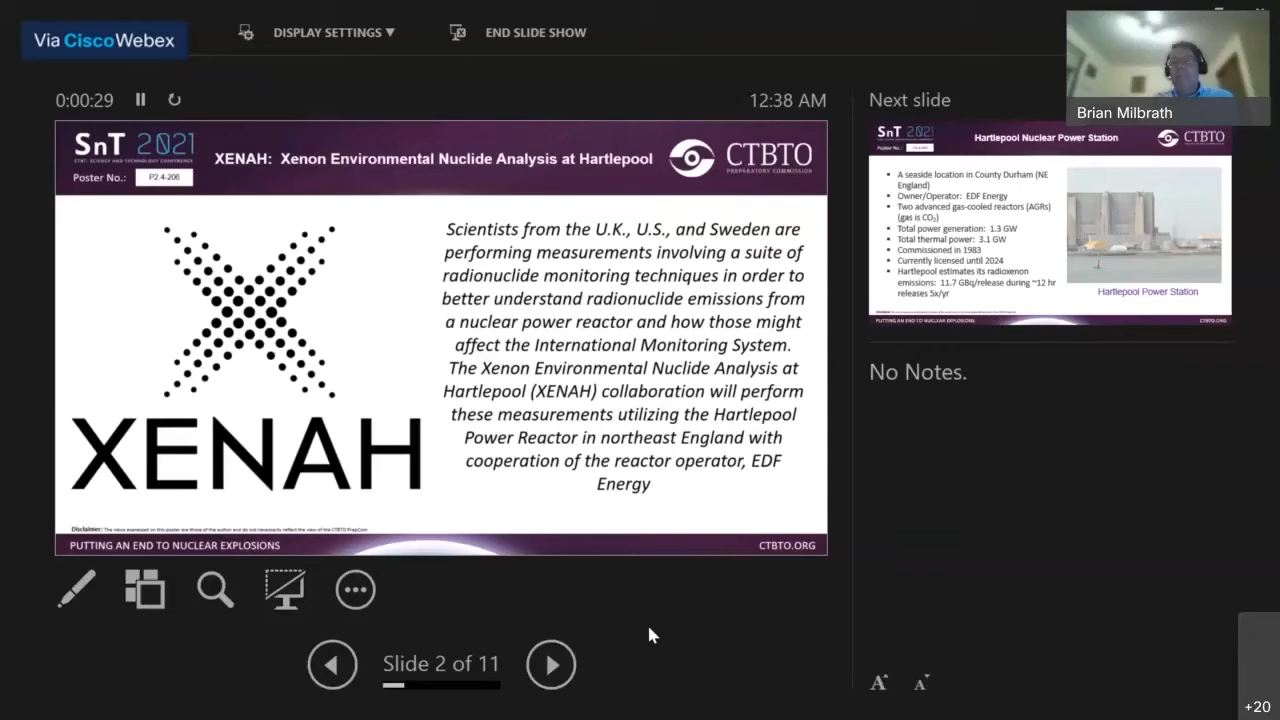 Via Cisco Webex
DISPLAY SETTINGS ▼
END SLIDE SHOW
Brian Milbrath
0:00:29
12:38 AM
Next slide
SnT 2021
CTBT: SCIENCE AND TECHNOLOGY CONFERENCE
Poster No.: P2.4-206
XENAH: Xenon Environmental Nuclide Analysis at Hartlepool
CTBTO
PREPARATORY COMMISSION
XENAH
Scientists from the U.K., U.S., and Sweden are
performing measurements involving a suite of
radionuclide monitoring techniques in order to
better understand radionuclide emissions from
a nuclear power reactor and how those might
affect the International Monitoring System.
The Xenon Environmental Nuclide Analysis at
Hartlepool (XENAH) collaboration will perform
these measurements utilizing the Hartlepool
Power Reactor in northeast England with
cooperation of the reactor operator, EDF
Energy
Disclaimer: The views expressed on this poster are those of the author and do not necessarily reflect the view of the CTBTO PrepCom
PUTTING AN END TO NUCLEAR EXPLOSIONS
CTBTO.ORG
SnT 2021
Poster No.:
Hartlepool Nuclear Power Station
CTBTO
▪ A seaside location in County Durham (NE
England)
▪ Owner/Operator: EDF Energy
▪ Two advanced gas-cooled reactors (AGRs)
(gas is CO₂)
▪ Total power generation: 1.3 GW
▪ Total thermal power: 3.1 GW
▪ Commissioned in 1983
▪ Currently licensed until 2024
▪ Hartlepool estimates its radioxenon
emissions: 11.7 GBq/release during ~12 hr
releases 5x/yr
Hartlepool Power Station
PUTTING AN END TO NUCLEAR EXPLOSIONS
CTBTO.ORG
No Notes.
Slide 2 of 11
A A
+20